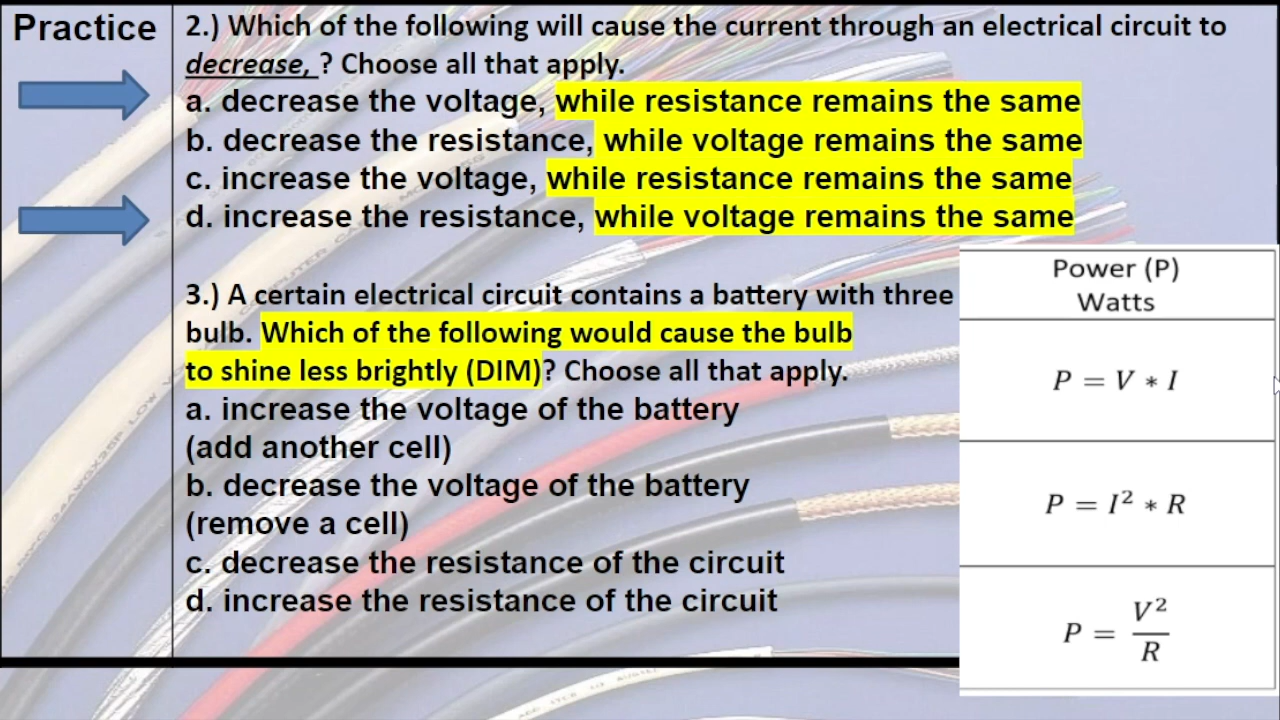 Practice
2.) Which of the following will cause the current through an electrical circuit to
decrease, ? Choose all that apply.
a. decrease the voltage, while resistance remains the same
b. decrease the resistance, while voltage remains the same
c. increase the voltage, while resistance remains the same
d. increase the resistance, while voltage remains the same
3.) A certain electrical circuit contains a battery with three
bulb. Which of the following would cause the bulb
to shine less brightly (DIM)? Choose all that apply.
a. increase the voltage of the battery
(add another cell)
b. decrease the voltage of the battery
(remove a cell)
c. decrease the resistance of the circuit
d. increase the resistance of the circuit
Power (P)
Watts
P = V * I
P = I² * R
P = V² / R